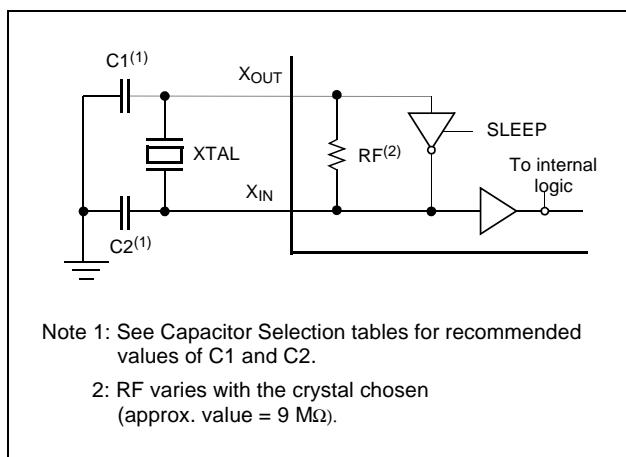 C1(1)
XOUT
SLEEP
XTAL
RF(2)
To internal
logic
XIN
C2(1)
Note 1: See Capacitor Selection tables for recommended
values of C1 and C2.
2: RF varies with the crystal chosen
(approx. value = 9 MΩ).